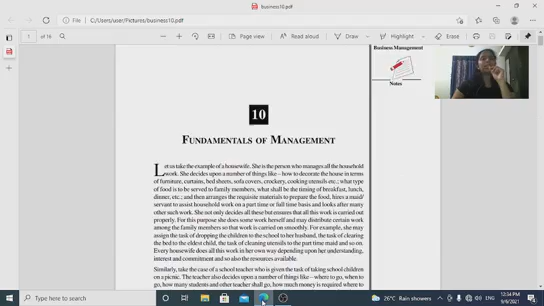 business10.pdf
File | C:/Users/user/Pictures/business10.pdf
1 of 16
Page view
Read aloud
Draw
Highlight
Erase
Business Management
Notes
10
FUNDAMENTALS OF MANAGEMENT
Let us take the example of a housewife. She is the person who manages all the household
work. She decides upon a number of things like – how to decorate the house in terms
of furniture, curtains, bed sheets, sofa covers, crockery, cooking utensils etc.; what type
of food is to be served to family members, what shall be the timing of breakfast, lunch,
dinner, etc.; and then arranges the requisite materials to prepare the food, hires a maid/
servant to assist household work on a part time or full time basis and looks after many
other such work. She not only decides all these but ensures that all this work is carried out
properly. For this purpose she does some work herself and may distribute certain work
among the family members so that work is carried on smoothly. For example, she may
assign the task of dropping the children to the school to her husband, the task of clearing
the bed to the eldest child, the task of cleaning utensils to the part time maid and so on.
Every housewife does all this work in her own way depending upon her understanding,
interest and commitment and so also the resources available.
Similarly, take the case of a school teacher who is given the task of taking school children
on a picnic. The teacher also decides upon a number of things like – where to go, when to
go, how many students and other teacher shall go, how much money is required where to
Type here to search
26°C Rain showers
ENG
12:34 PM
9/9/2021